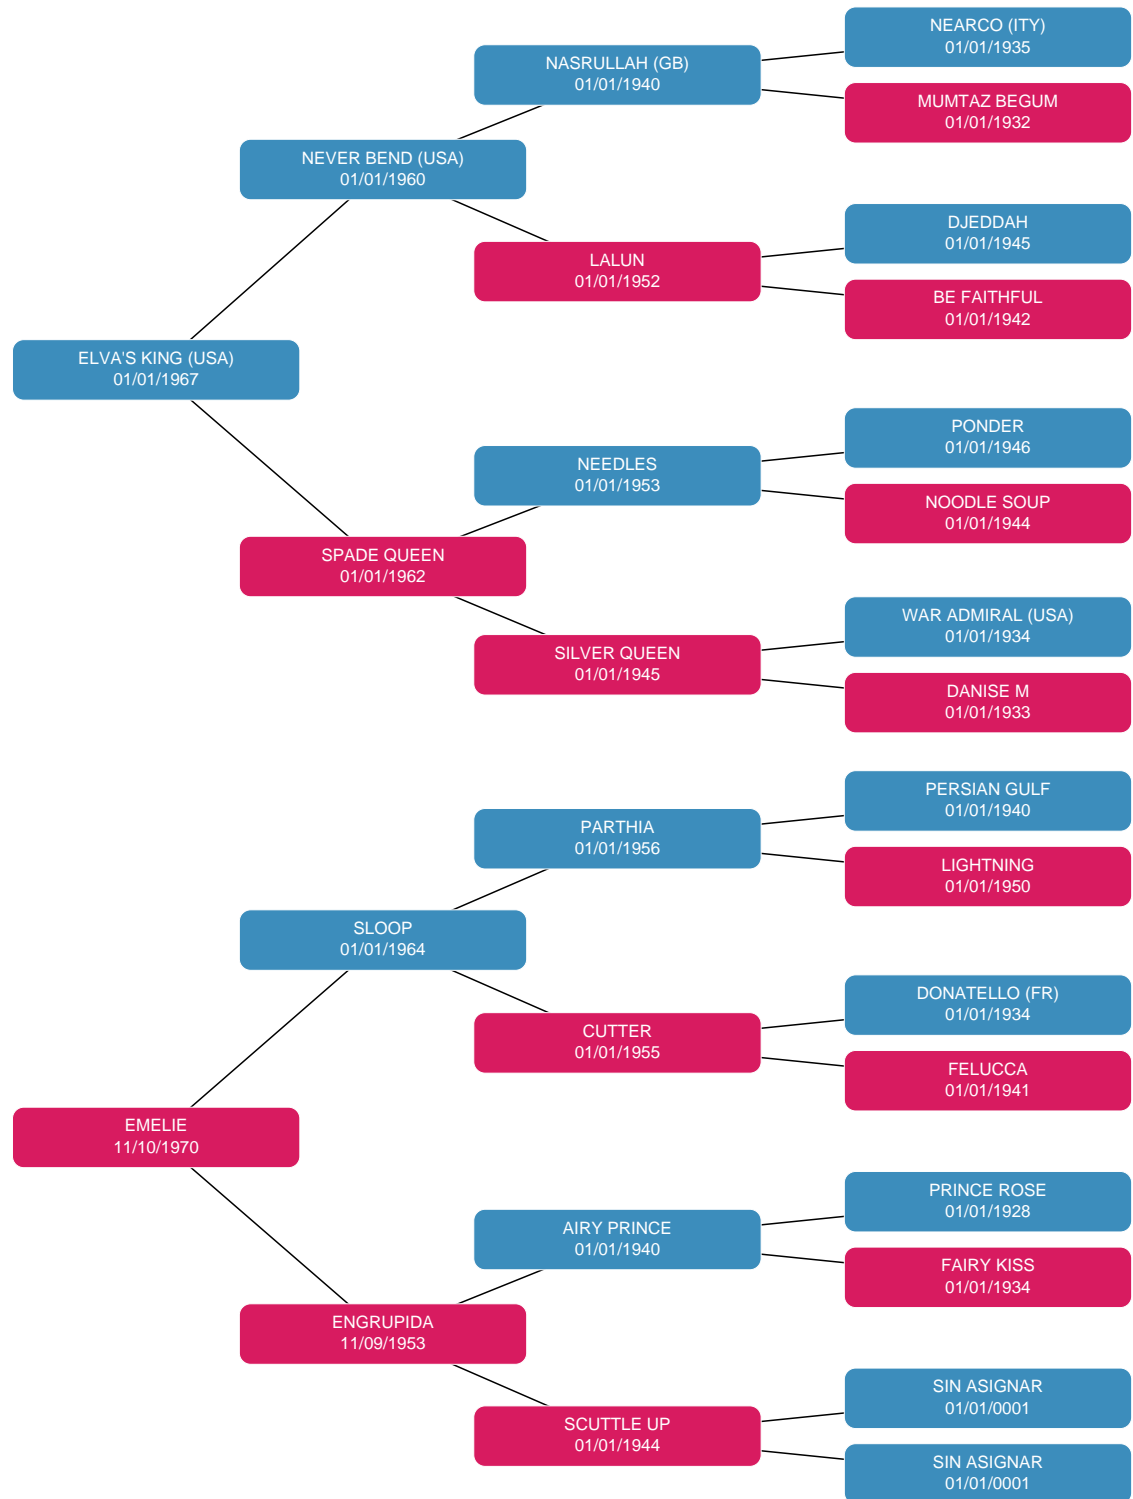 NEARCO (ITY)
01/01/1935
NASRULLAH (GB)
01/01/1940
MUMTAZ BEGUM
01/01/1932
NEVER BEND (USA)
01/01/1960
DJEDDAH
01/01/1945
LALUN
01/01/1952
BE FAITHFUL
01/01/1942
ELVA'S KING (USA)
01/01/1967
PONDER
01/01/1946
NEEDLES
01/01/1953
NOODLE SOUP
01/01/1944
SPADE QUEEN
01/01/1962
WAR ADMIRAL (USA)
01/01/1934
SILVER QUEEN
01/01/1945
DANISE M
01/01/1933
PERSIAN GULF
01/01/1940
PARTHIA
01/01/1956
LIGHTNING
01/01/1950
SLOOP
01/01/1964
DONATELLO (FR)
01/01/1934
CUTTER
01/01/1955
FELUCCA
01/01/1941
EMELIE
11/10/1970
PRINCE ROSE
01/01/1928
AIRY PRINCE
01/01/1940
FAIRY KISS
01/01/1934
ENGRUPIDA
11/09/1953
SIN ASIGNAR
01/01/0001
SCUTTLE UP
01/01/1944
SIN ASIGNAR
01/01/0001